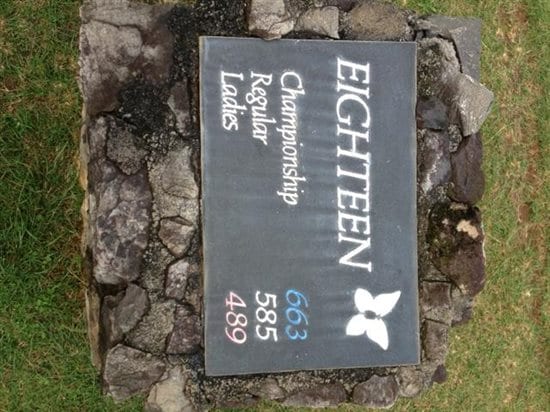 EIGHTEEN
Championship 663
Regular 585
Ladies 489